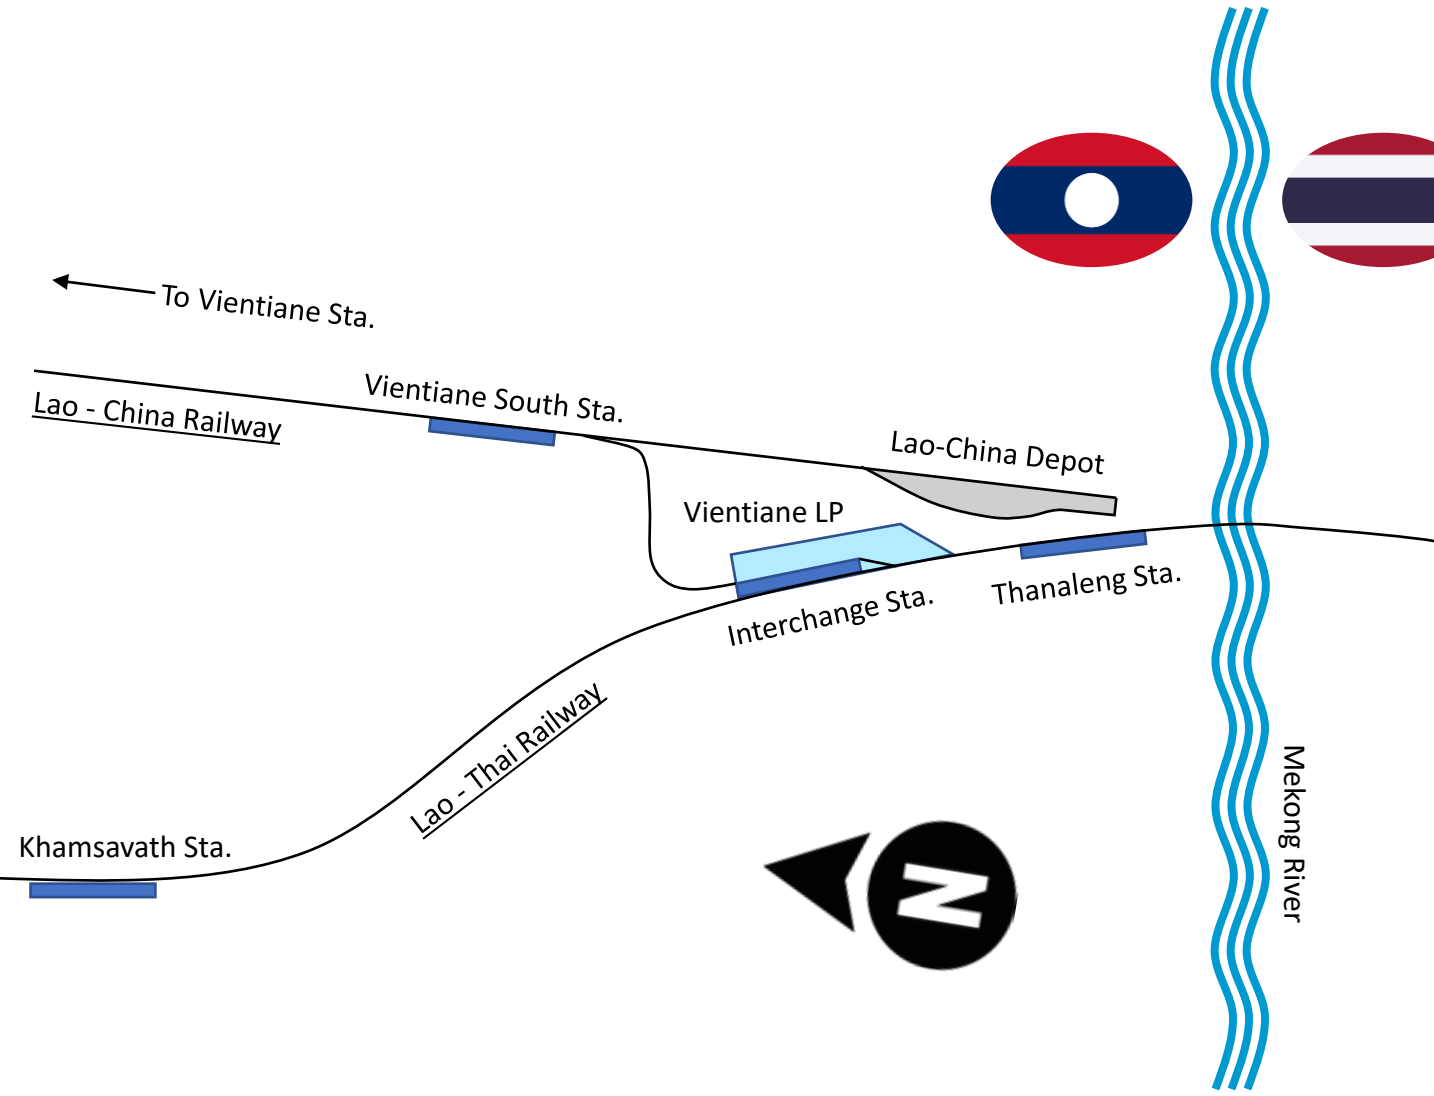 To Vientiane Sta.
Vientiane South Sta.
Lao - China Railway
Lao-China Depot
Vientiane LP
Thanaleng Sta.
Interchange Sta.
Lao - Thai Railway
Mekong River
Khamsavath Sta.
N